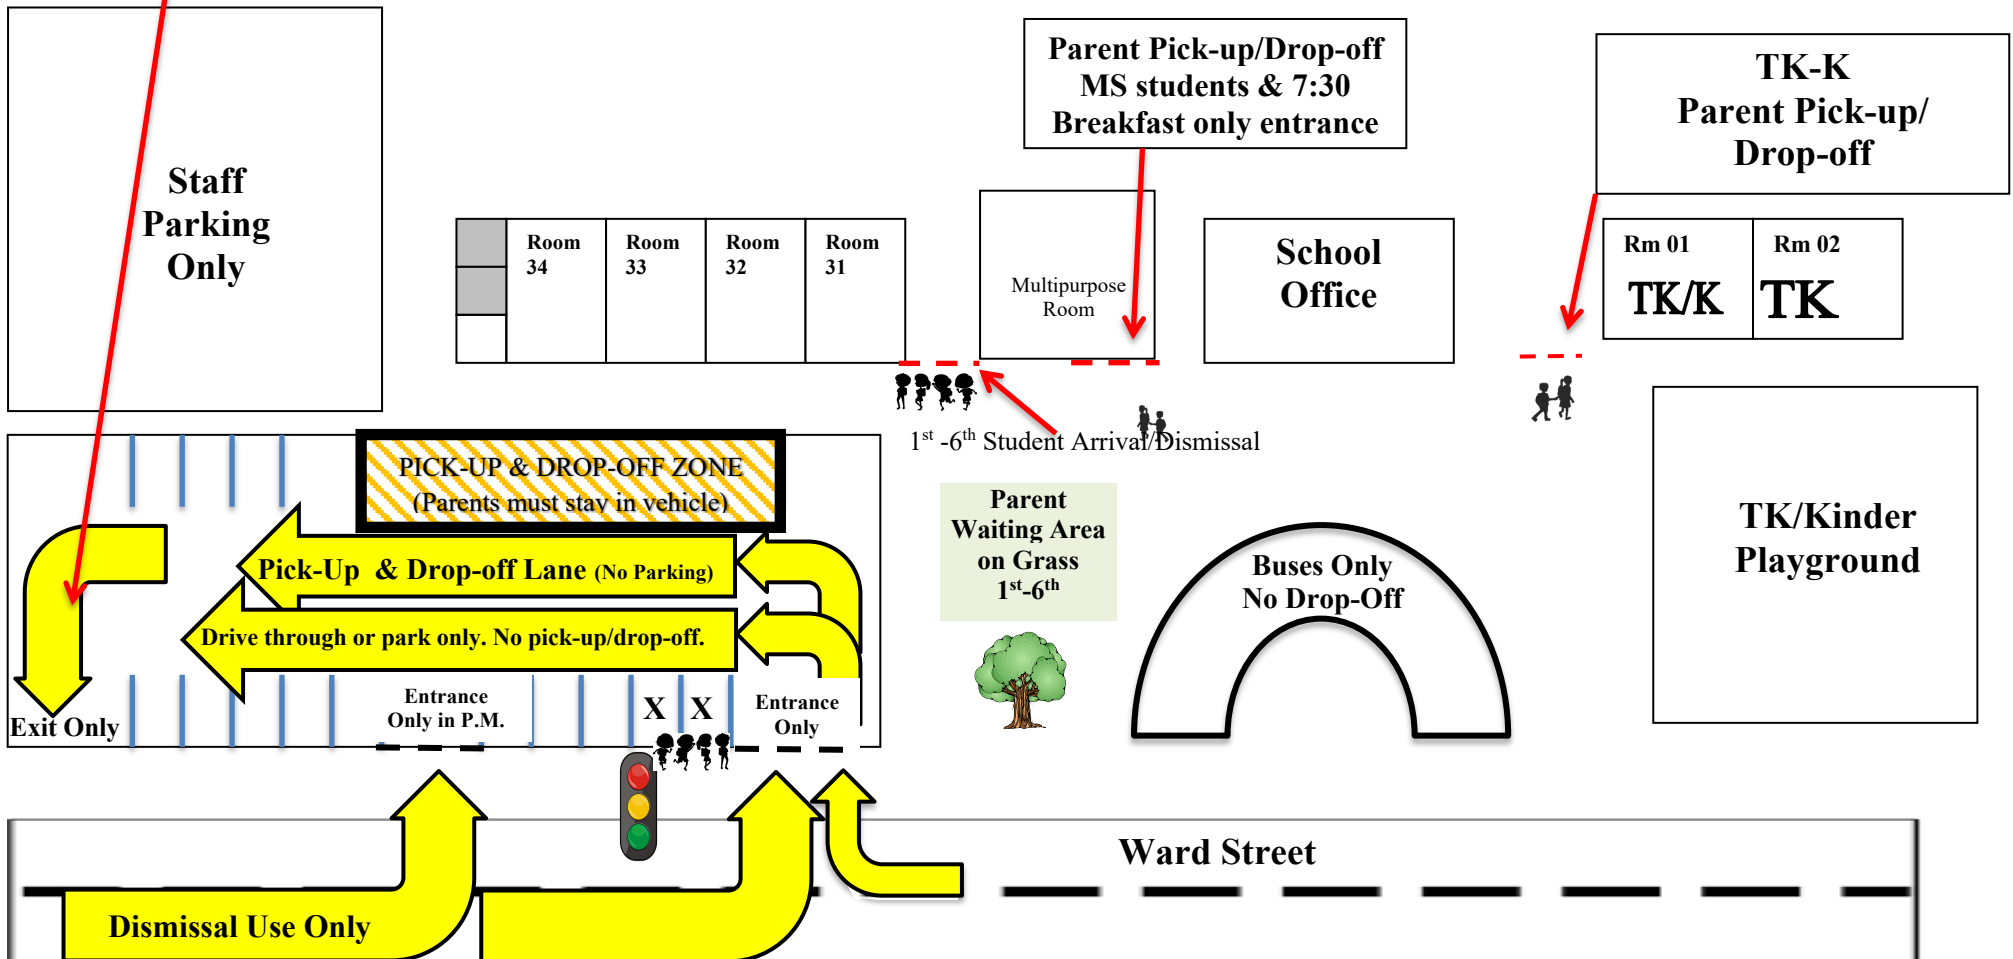 Staff
Parking
Only
Parent Pick-up/Drop-off
MS students & 7:30
Breakfast only entrance
TK-K
Parent Pick-up/
Drop-off
Room
34
Room
33
Room
32
Room
31
Multipurpose
Room
School
Office
Rm 01
TK/K
Rm 02
TK
1st -6th Student Arrival/Dismissal
PICK-UP & DROP-OFF ZONE
(Parents must stay in vehicle)
Pick-Up & Drop-off Lane (No Parking)
Drive through or park only. No pick-up/drop-off.
Parent
Waiting Area
on Grass
1st-6th
Buses Only
No Drop-Off
TK/Kinder
Playground
Exit Only
Entrance
Only in P.M.
X X
Entrance
Only
Ward Street
Dismissal Use Only